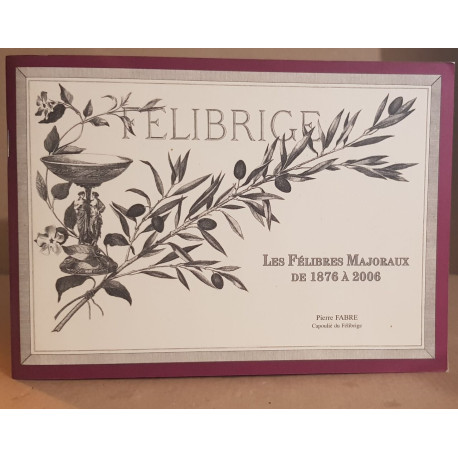 FÉLIBRIGE
LES FÉLIBRES MAJORAUX
DE 1876 À 2006
Pierre FABRE
Capoulié du Félibrige